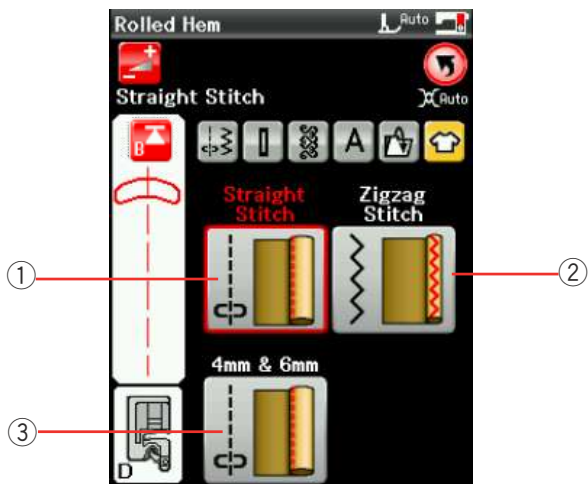 Rolled Hem
Auto
Straight Stitch
Auto
B
A
Straight
Stitch
Zigzag
Stitch
①
②
4mm & 6mm
③
D